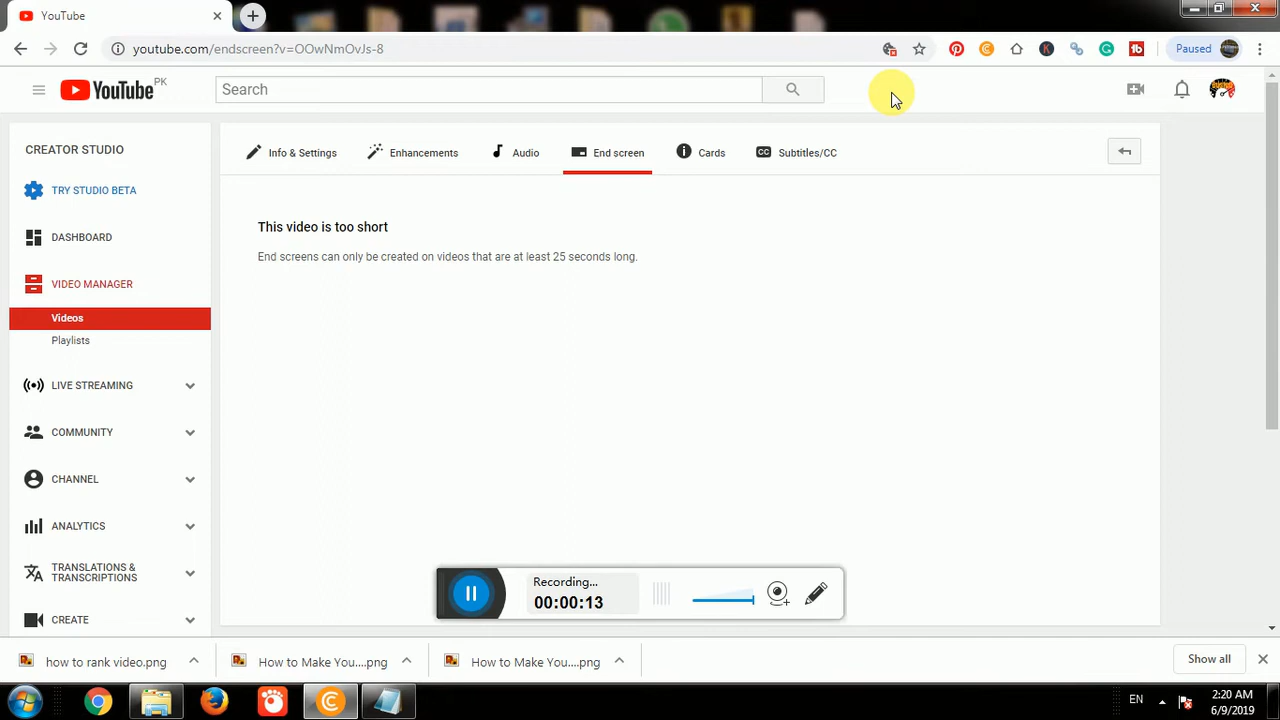 YouTube
youtube.com/endscreen?v=OOwNmOvJs-8
Paused
YouTube PK
Search
CREATOR STUDIO
TRY STUDIO BETA
DASHBOARD
VIDEO MANAGER
Videos
Playlists
LIVE STREAMING
COMMUNITY
CHANNEL
ANALYTICS
TRANSLATIONS &
TRANSCRIPTIONS
CREATE
Info & Settings
Enhancements
Audio
End screen
Cards
CC Subtitles/CC
This video is too short
End screens can only be created on videos that are at least 25 seconds long.
Recording...
00:00:13
how to rank video.png
How to Make You....png
How to Make You....png
Show all
EN
2:20 AM
6/9/2019